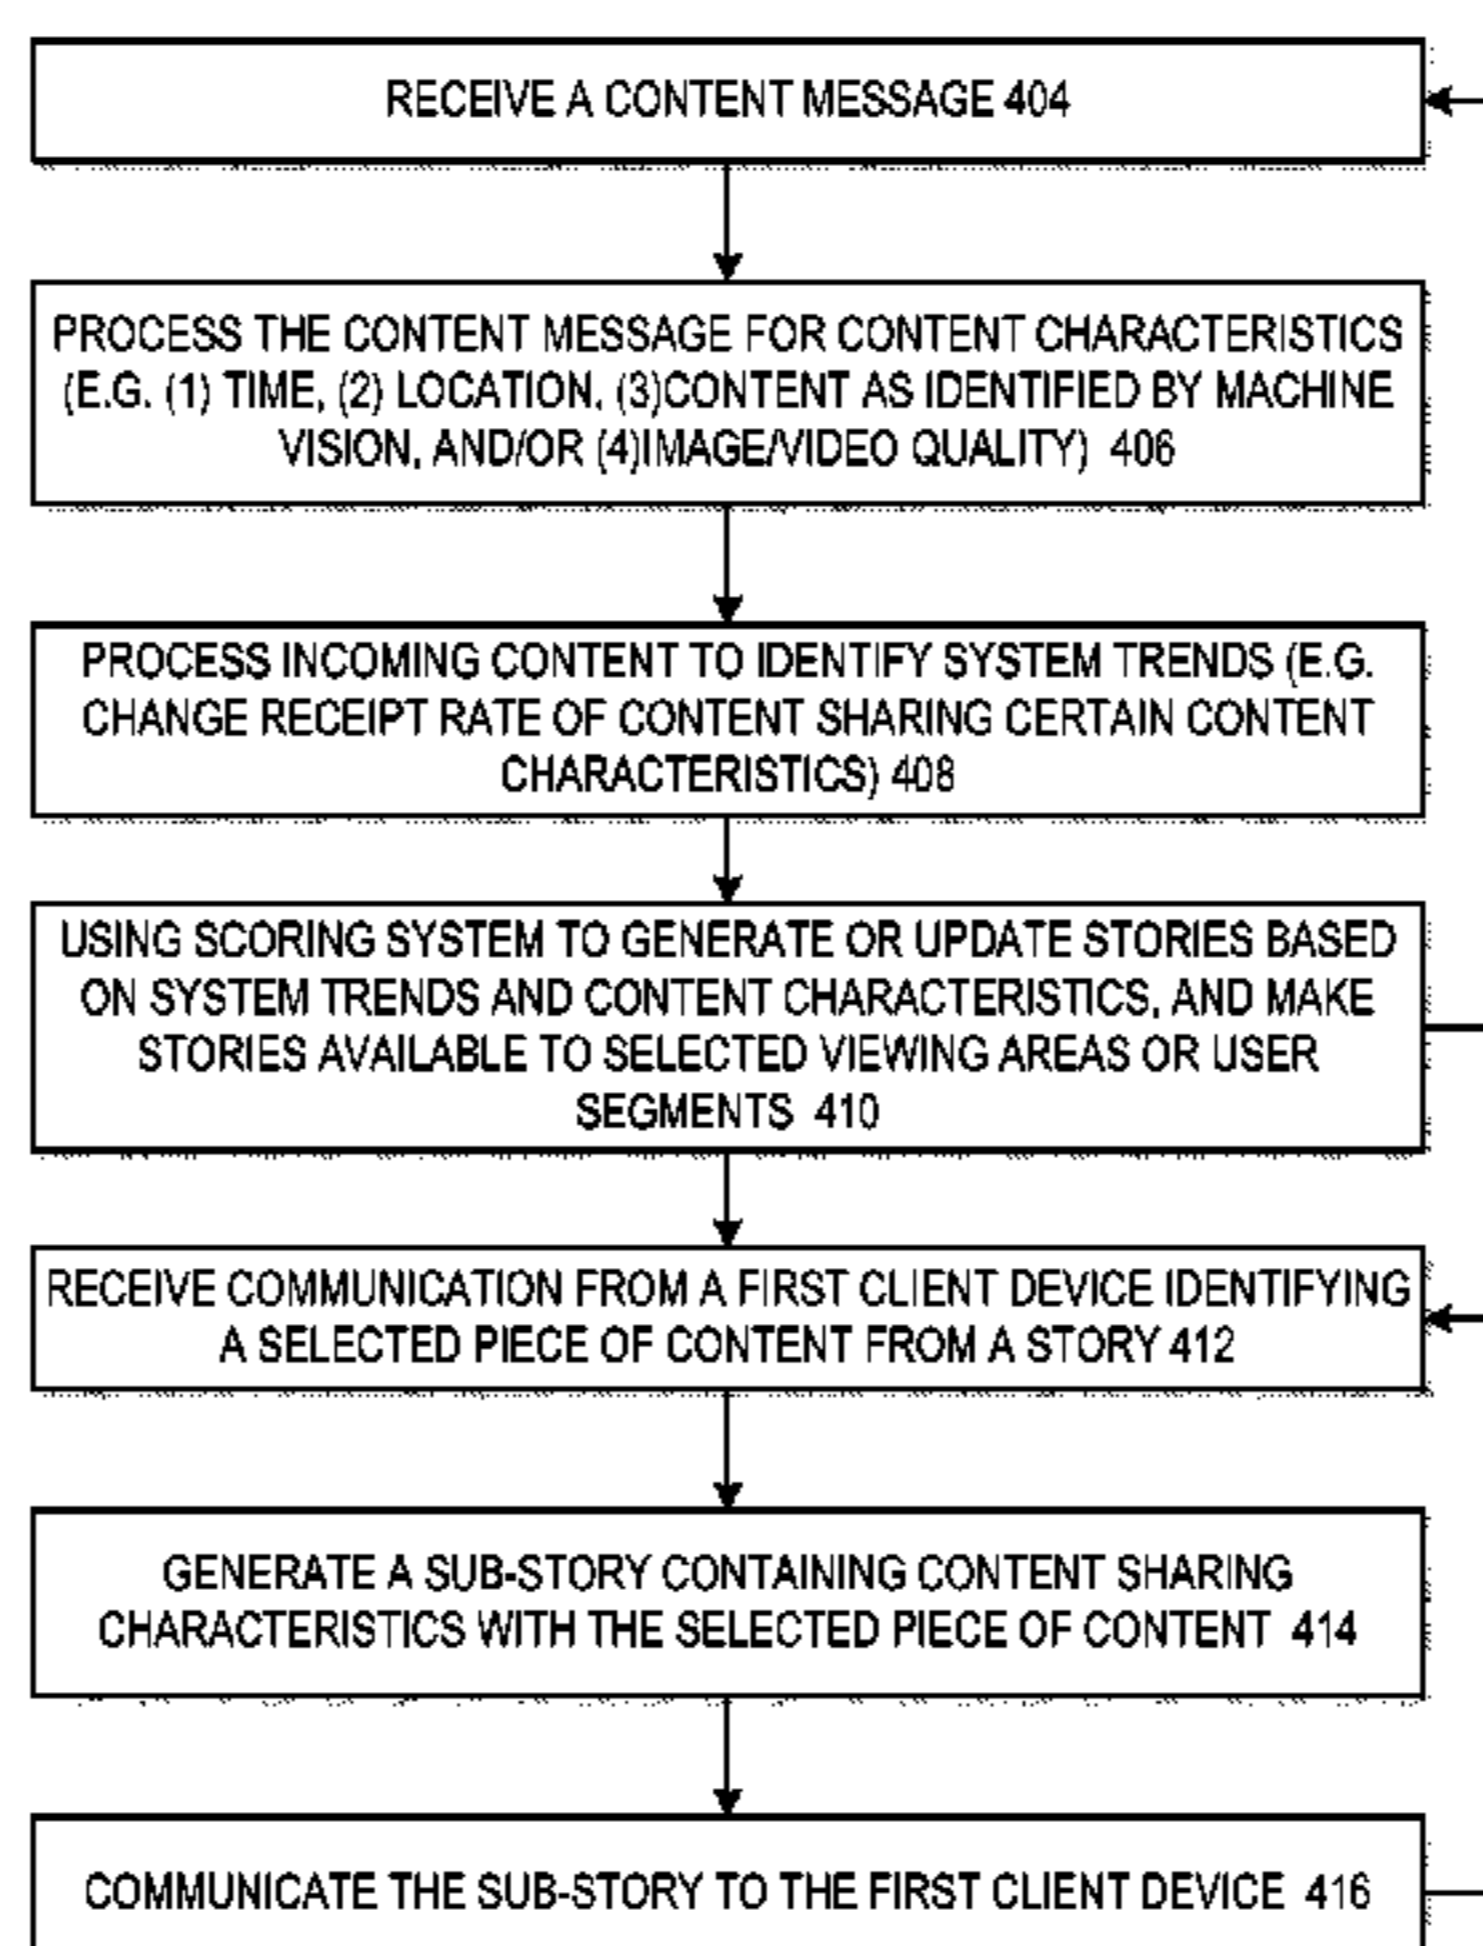 RECEIVE A CONTENT MESSAGE 404
PROCESS THE CONTENT MESSAGE FOR CONTENT CHARACTERISTICS
(E.G. (1) TIME, (2) LOCATION, (3)CONTENT AS IDENTIFIED BY MACHINE
VISION, AND/OR (4)IMAGE/VIDEO QUALITY) 406
PROCESS INCOMING CONTENT TO IDENTIFY SYSTEM TRENDS (E.G.
CHANGE RECEIPT RATE OF CONTENT SHARING CERTAIN CONTENT
CHARACTERISTICS) 408
USING SCORING SYSTEM TO GENERATE OR UPDATE STORIES BASED
ON SYSTEM TRENDS AND CONTENT CHARACTERISTICS, AND MAKE
STORIES AVAILABLE TO SELECTED VIEWING AREAS OR USER
SEGMENTS 410
RECEIVE COMMUNICATION FROM A FIRST CLIENT DEVICE IDENTIFYING
A SELECTED PIECE OF CONTENT FROM A STORY 412
GENERATE A SUB-STORY CONTAINING CONTENT SHARING
CHARACTERISTICS WITH THE SELECTED PIECE OF CONTENT 414
COMMUNICATE THE SUB-STORY TO THE FIRST CLIENT DEVICE 416